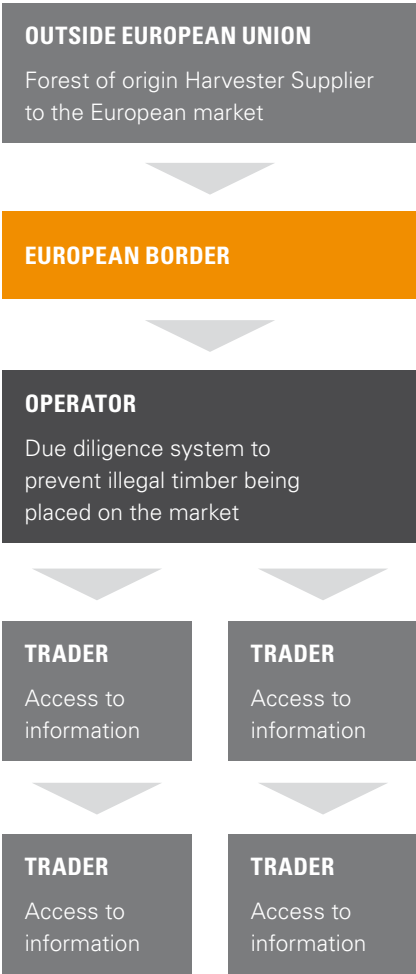 OUTSIDE EUROPEAN UNION
Forest of origin Harvester Supplier
to the European market
EUROPEAN BORDER
OPERATOR
Due diligence system to
prevent illegal timber being
placed on the market
TRADER
Access to
information
TRADER
Access to
information
TRADER
Access to
information
TRADER
Access to
information